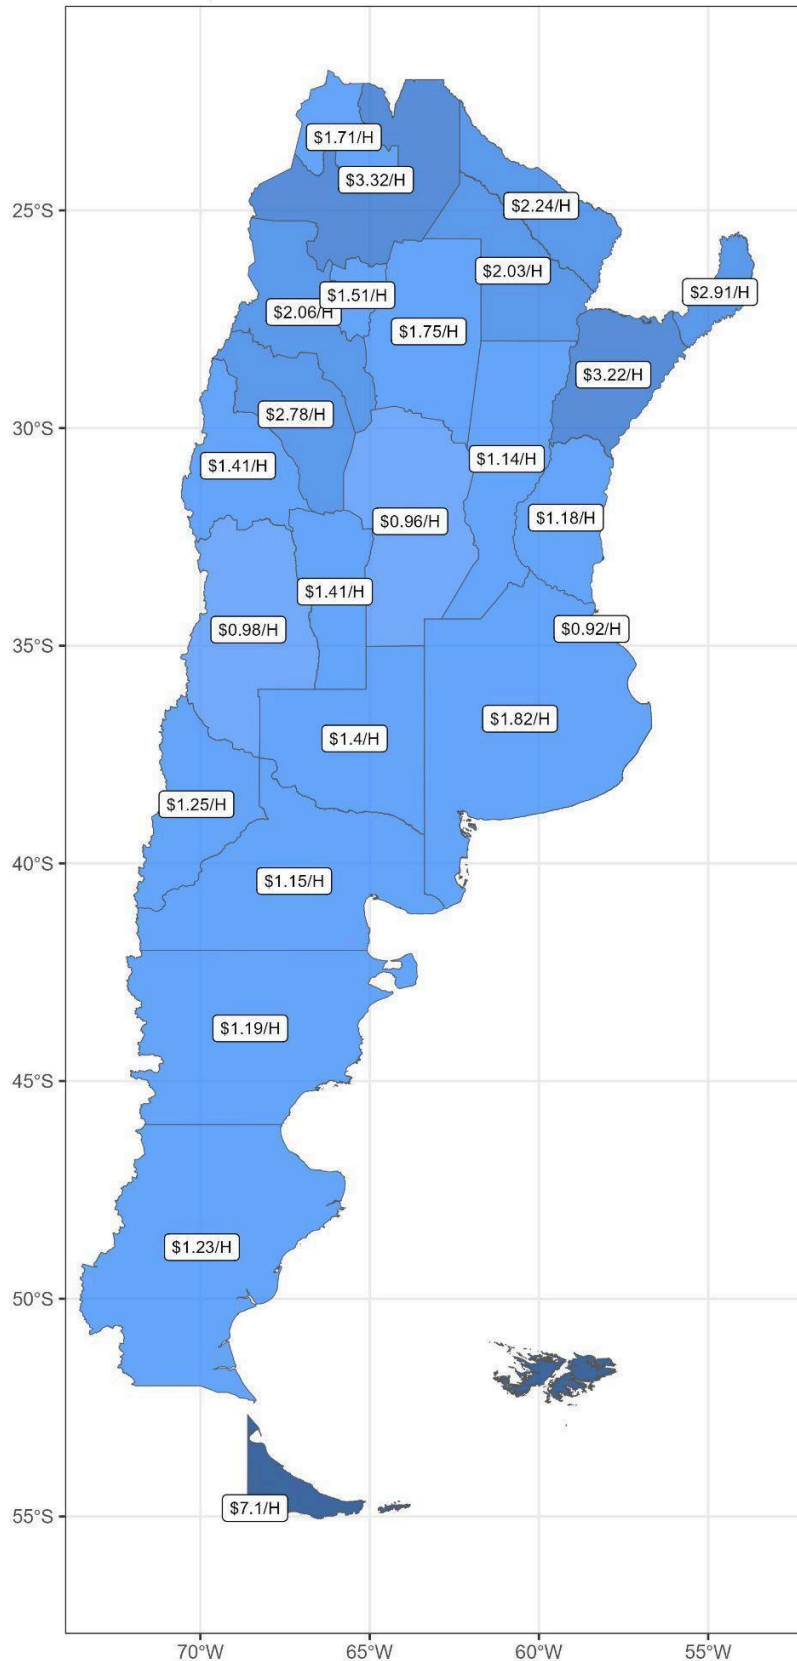 $1.71/H
$3.32/H
25°S
$2.24/H
$2.03/H
$2.91/H
$1.51/H
$2.06/H
$1.75/H
$3.22/H
$2.78/H
30°S
$1.14/H
$1.41/H
$0.96/H
$1.18/H
$1.41/H
$0.98/H
$0.92/H
35°S
$1.82/H
$1.4/H
$1.25/H
40°S
$1.15/H
$1.19/H
45°S
$1.23/H
50°S
$7.1/H
55°S
70°W 65°W 60°W 55°W